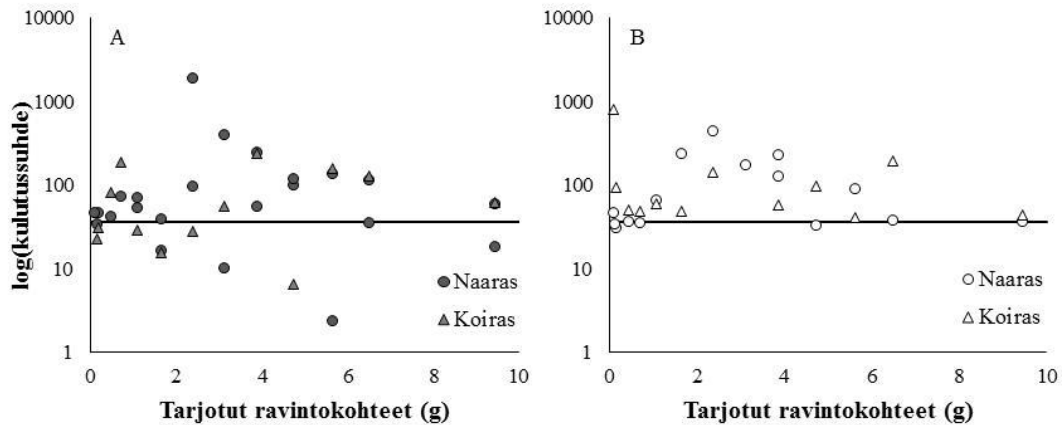 A
B
log(kulutussuhde)
10000
1000
100
10
1
Naaras
Koiras
0 2 4 6 8 10
Tarjotut ravintokohteet (g)
10000
1000
100
10
1
Naaras
Koiras
0 2 4 6 8 10
Tarjotut ravintokohteet (g)